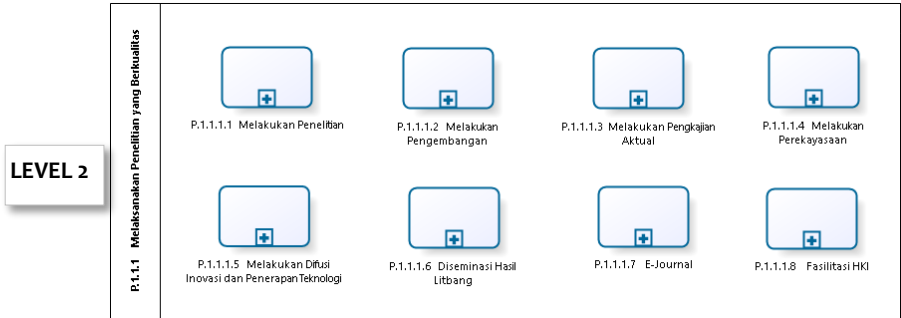 LEVEL 2
P.1.1.1 Melaksanakan Penelitian yang Berkualitas
P.1.1.1.1 Melakukan Penelitian
P.1.1.1.2 Melakukan
Pengembangan
P.1.1.1.3 Melakukan Pengkajian
Aktual
P.1.1.1.4 Melakukan
Perekayasaan
P.1.1.1.5 Melakukan Difusi
Inovasi dan Penerapan Teknologi
P.1.1.1.6 Diseminasi Hasil
Litbang
P.1.1.1.7 E-Journal
P.1.1.1.8 Fasilitasi HKI